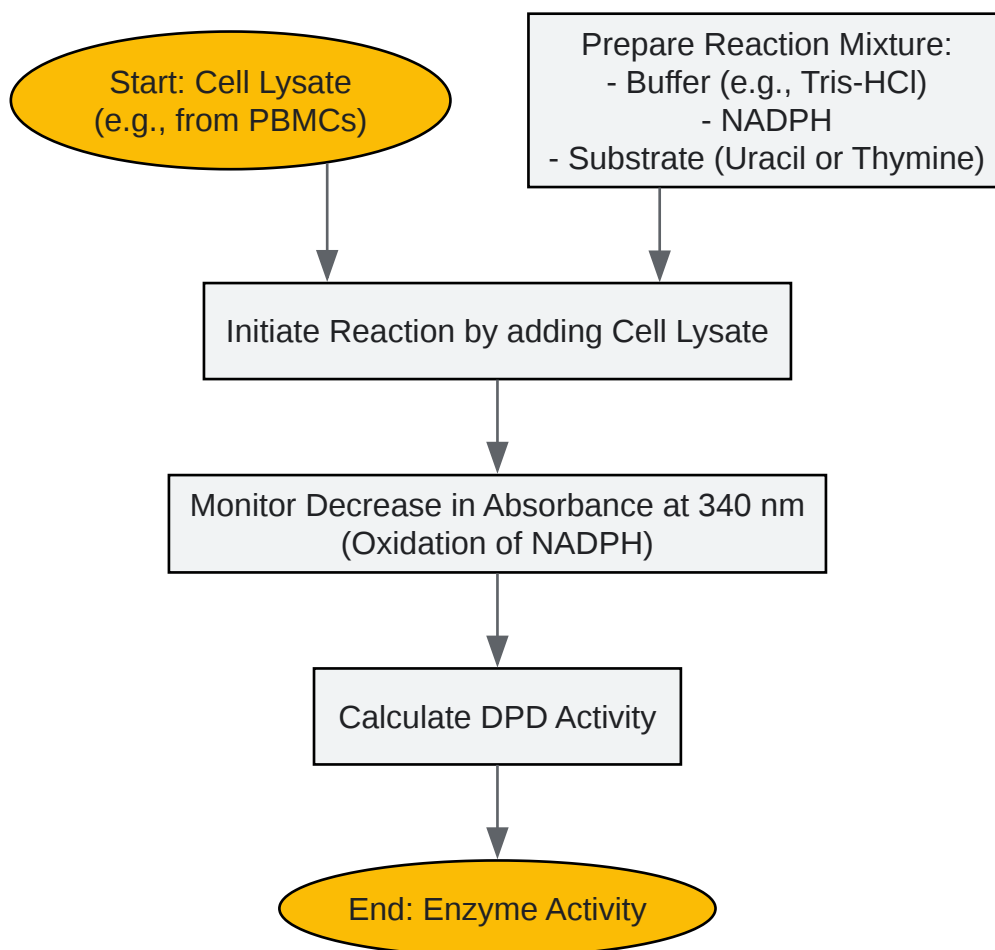 Start: Cell Lysate
(e.g., from PBMCs)
Prepare Reaction Mixture:
- Buffer (e.g., Tris-HCl)
- NADPH
- Substrate (Uracil or Thymine)
Initiate Reaction by adding Cell Lysate
Monitor Decrease in Absorbance at 340 nm
(Oxidation of NADPH)
Calculate DPD Activity
End: Enzyme Activity